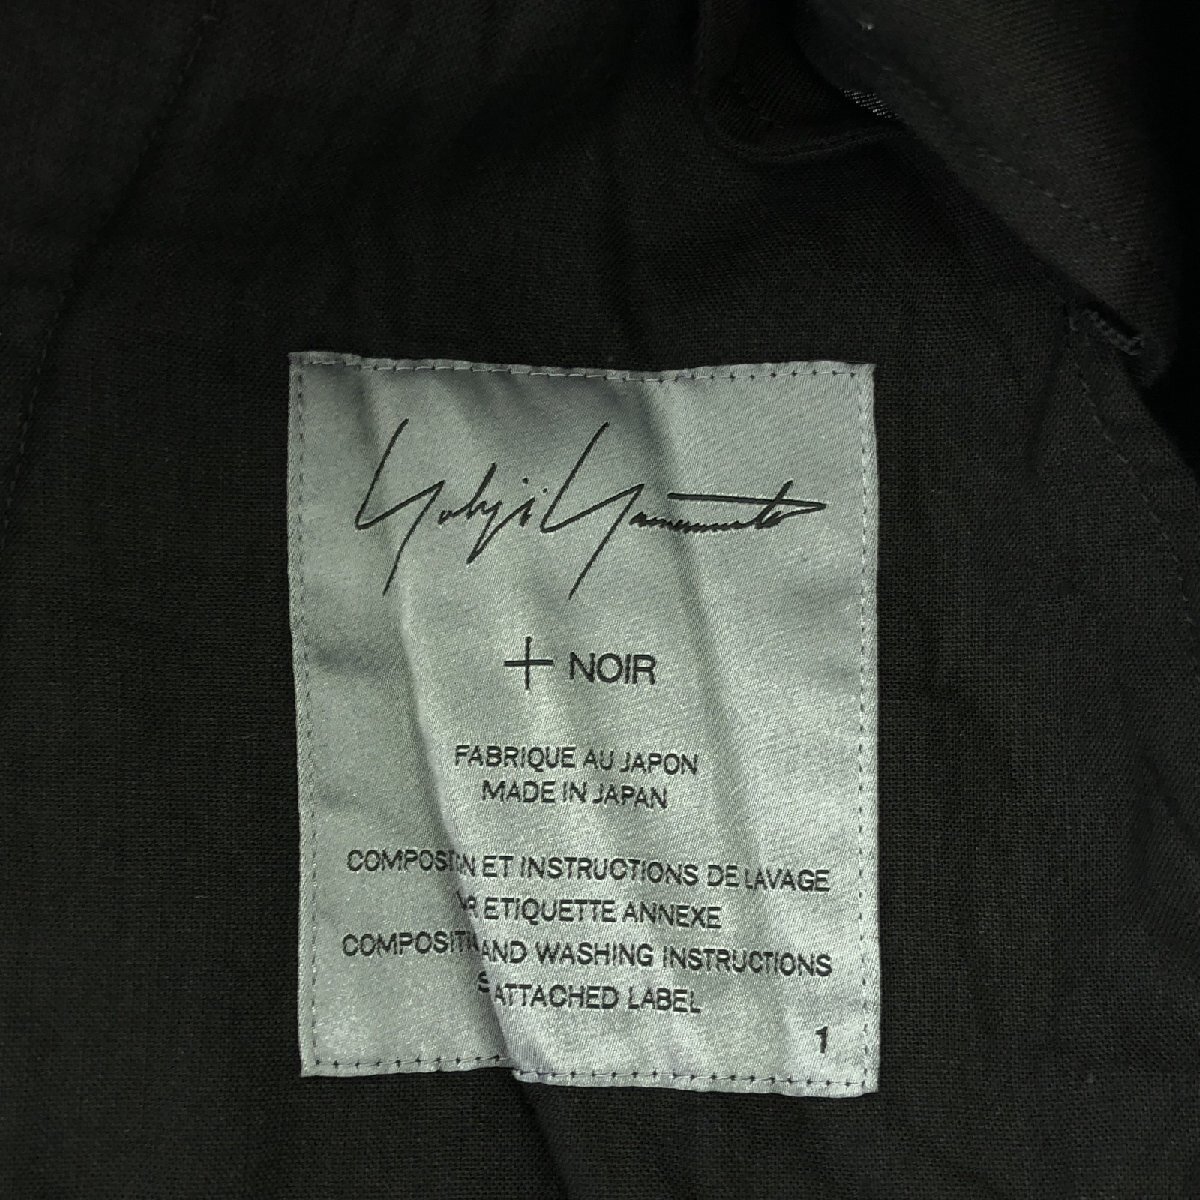 Yohji Yamamoto
+ NOIR
FABRIQUE AU JAPON
MADE IN JAPAN
ET INSTRUCTIONS DE LAVAGE
ETIQUETTE ANNEXE
AND WASHING INSTRUCTIONS
ATTACHED LABEL
1